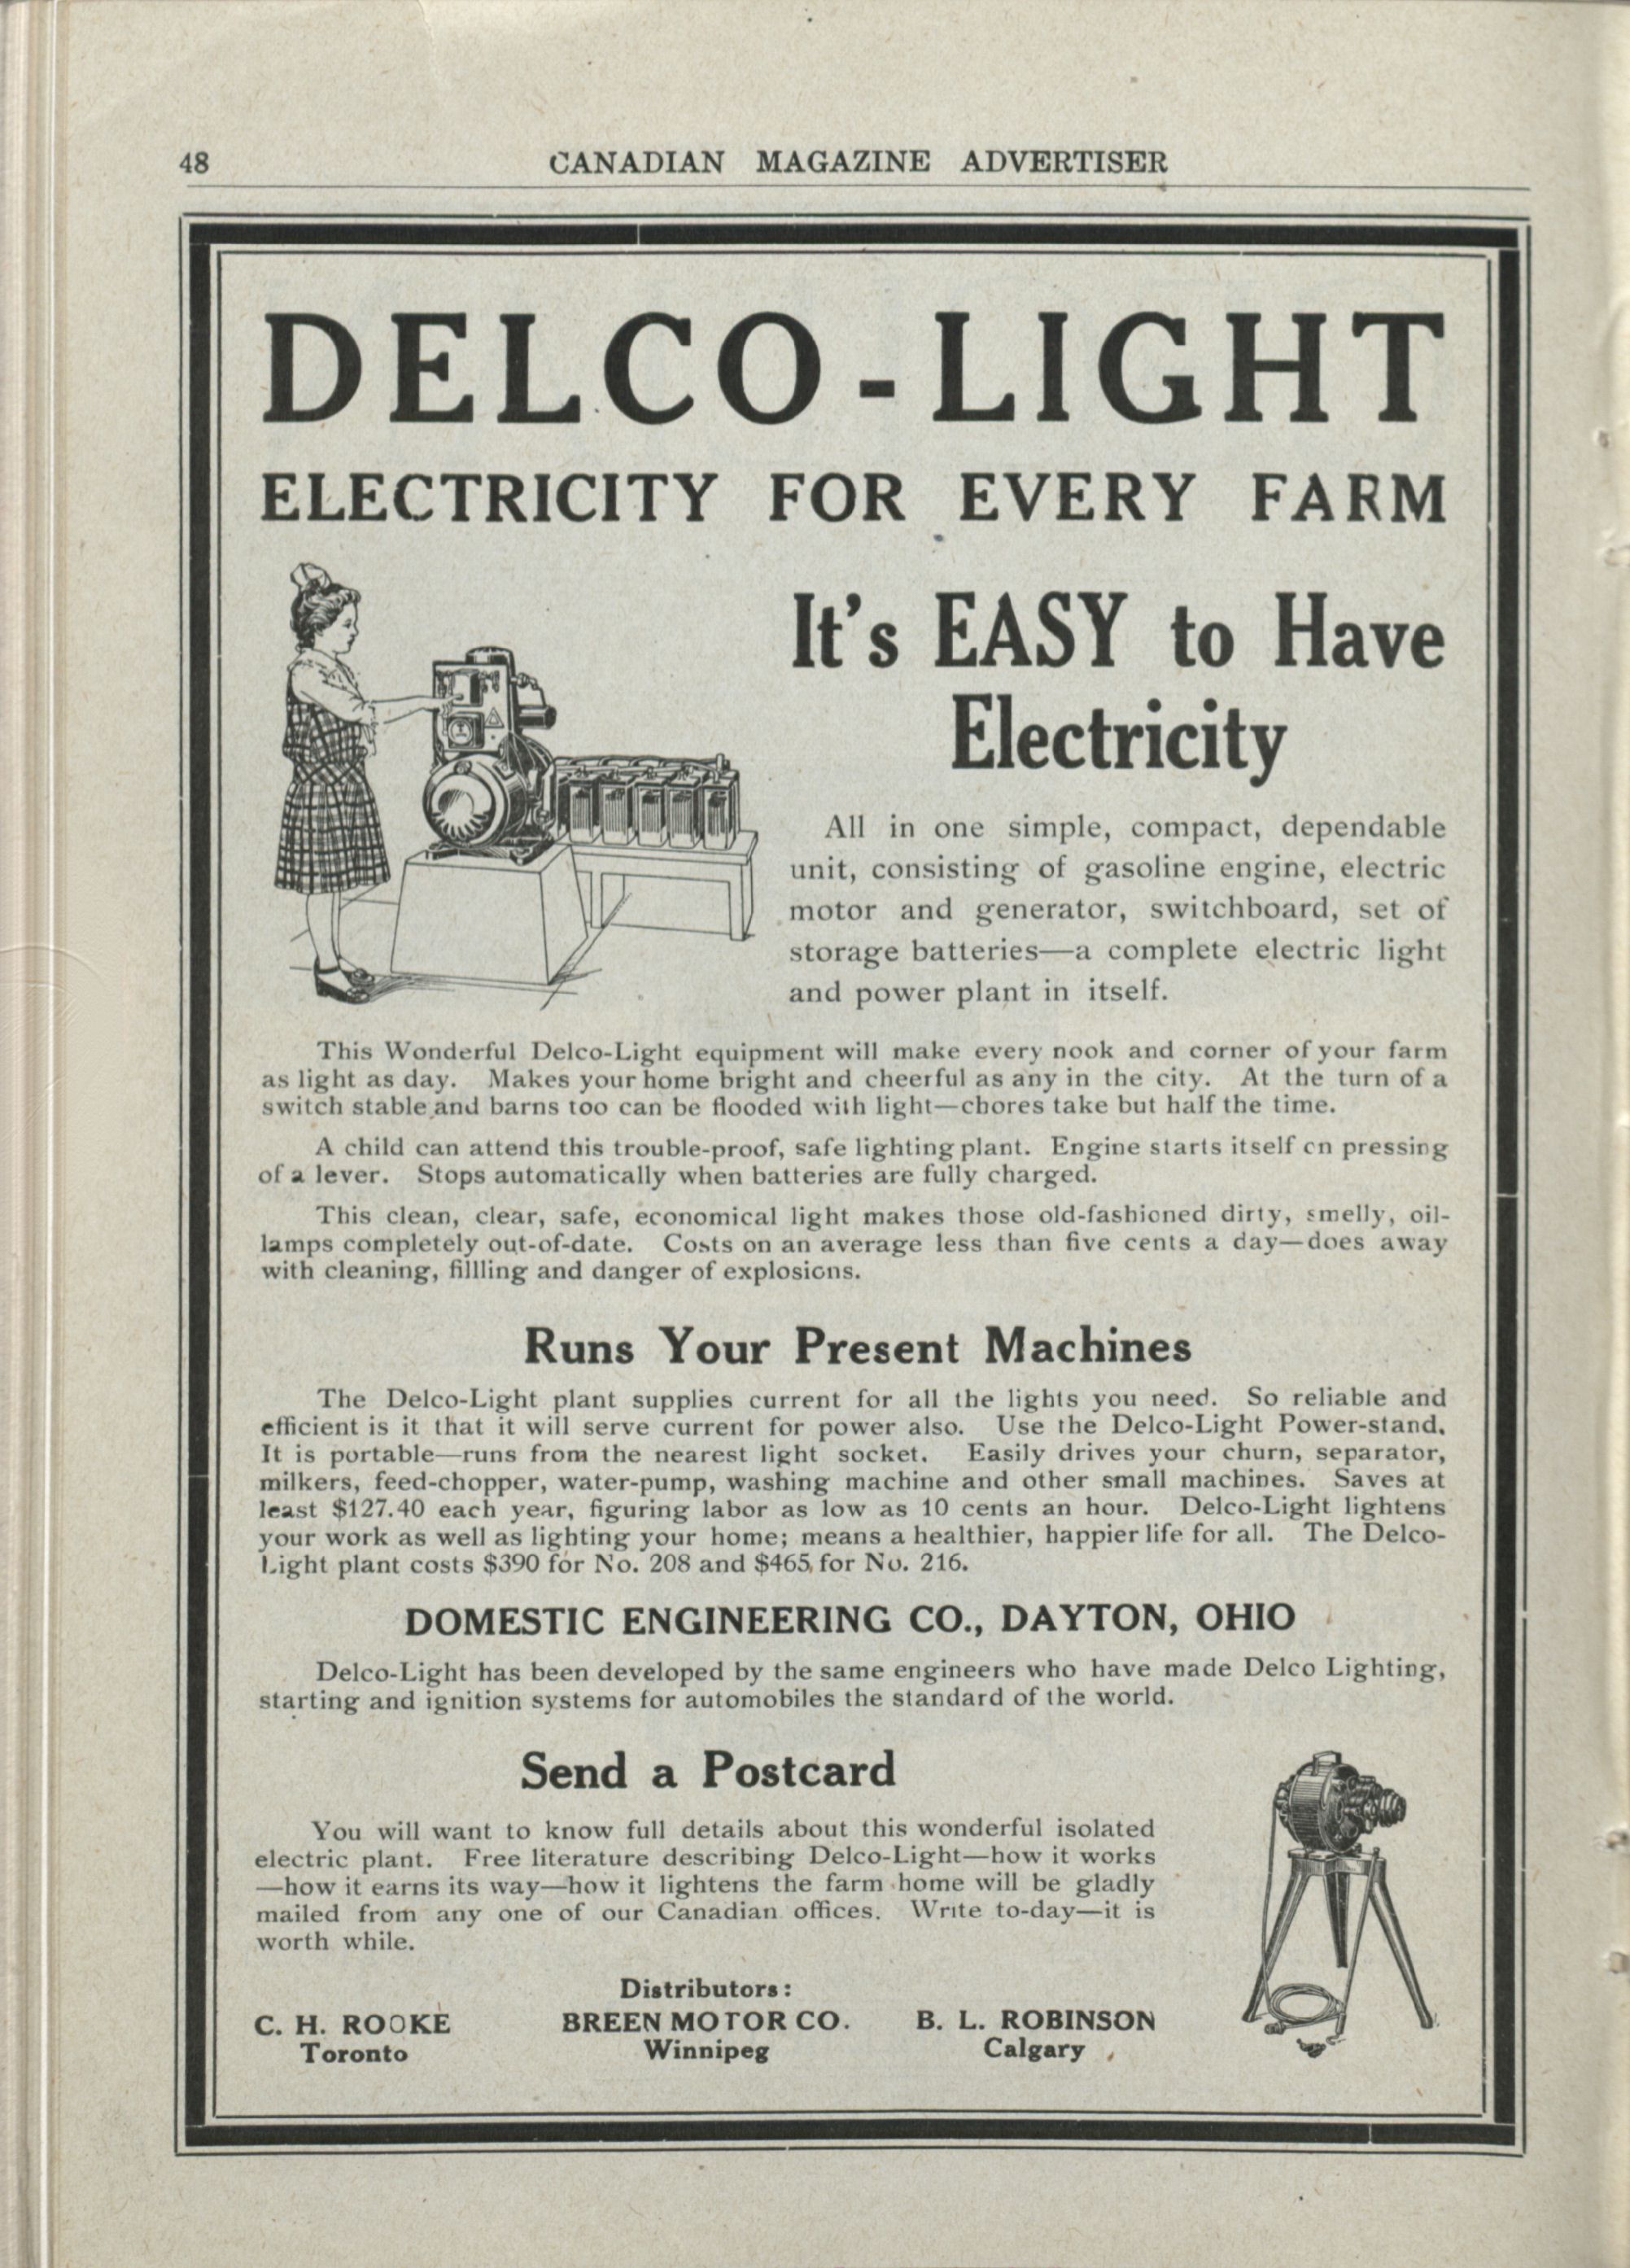 48
CANADIAN MAGAZINE ADVERTISER
DELCO-LIGHT
ELECTRICITY FOR EVERY FARM
It's EASY to Have
Electricity
All in one simple, compact, dependable
unit, consisting of gasoline engine, electric
motor and generator, switchboard, set of
storage batteries—a complete electric light
and power plant in itself.
This Wonderful Delco-Light equipment will make every nook and corner of your farm
as light as day. Makes your home bright and cheerful as any in the city. At the turn of a
switch stable and barns too can be flooded with light—chores take but half the time.
A child can attend this trouble-proof, safe lighting plant. Engine starts itself on pressing
of a lever. Stops automatically when batteries are fully charged.
This clean, clear, safe, economical light makes those old-fashioned dirty, smelly, oil-
lamps completely out-of-date. Costs on an average less than five cents a day—does away
with cleaning, fillling and danger of explosions.
Runs Your Present Machines
The Delco-Light plant supplies current for all the lights you need. So reliable and
efficient is it that it will serve current for power also. Use the Delco-Light Power-stand.
It is portable—runs from the nearest light socket. Easily drives your churn, separator,
milkers, feed-chopper, water-pump, washing machine and other small machines. Saves at
least $127.40 each year, figuring labor as low as 10 cents an hour. Delco-Light lightens
your work as well as lighting your home; means a healthier, happier life for all. The Delco-
Light plant costs $390 for No. 208 and $465 for No. 216.
DOMESTIC ENGINEERING CO., DAYTON, OHIO
Delco-Light has been developed by the same engineers who have made Delco Lighting,
starting and ignition systems for automobiles the standard of the world.
Send a Postcard
You will want to know full details about this wonderful isolated
electric plant. Free literature describing Delco-Light—how it works
—how it earns its way—how it lightens the farm home will be gladly
mailed from any one of our Canadian offices. Write to-day—it is
worth while.
Distributors:
C. H. ROOKE BREEN MOTOR CO. B. L. ROBINSON
Toronto Winnipeg Calgary